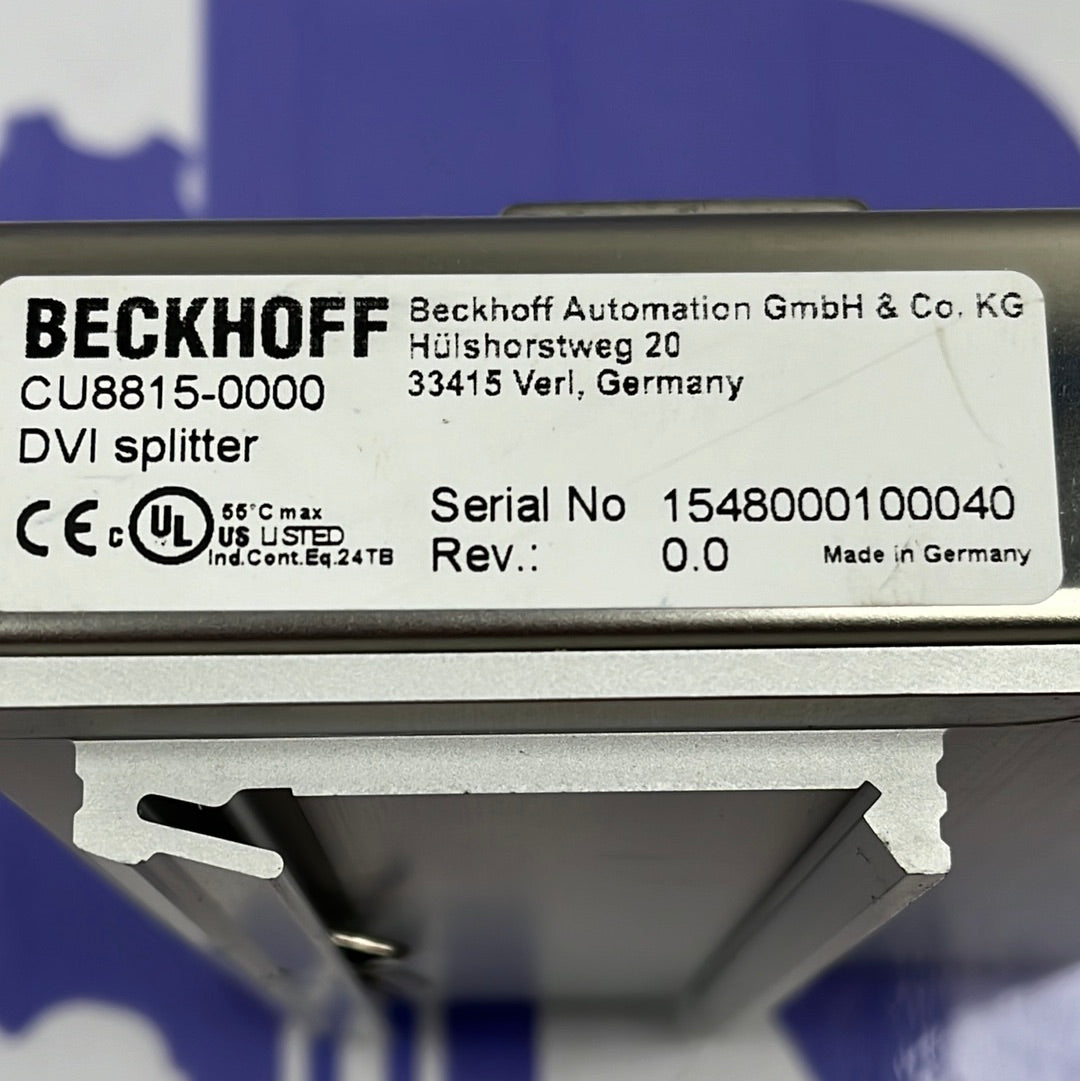 BECKHOFF
Beckhoff Automation GmbH & Co. KG
Hülshorstweg 20
33415 Verl, Germany
CU8815-0000
DVI splitter
CE
c UL US LISTED
55°C max
Ind.Cont.Eq.24TB
Serial No 1548000100040
Rev.: 0.0
Made in Germany